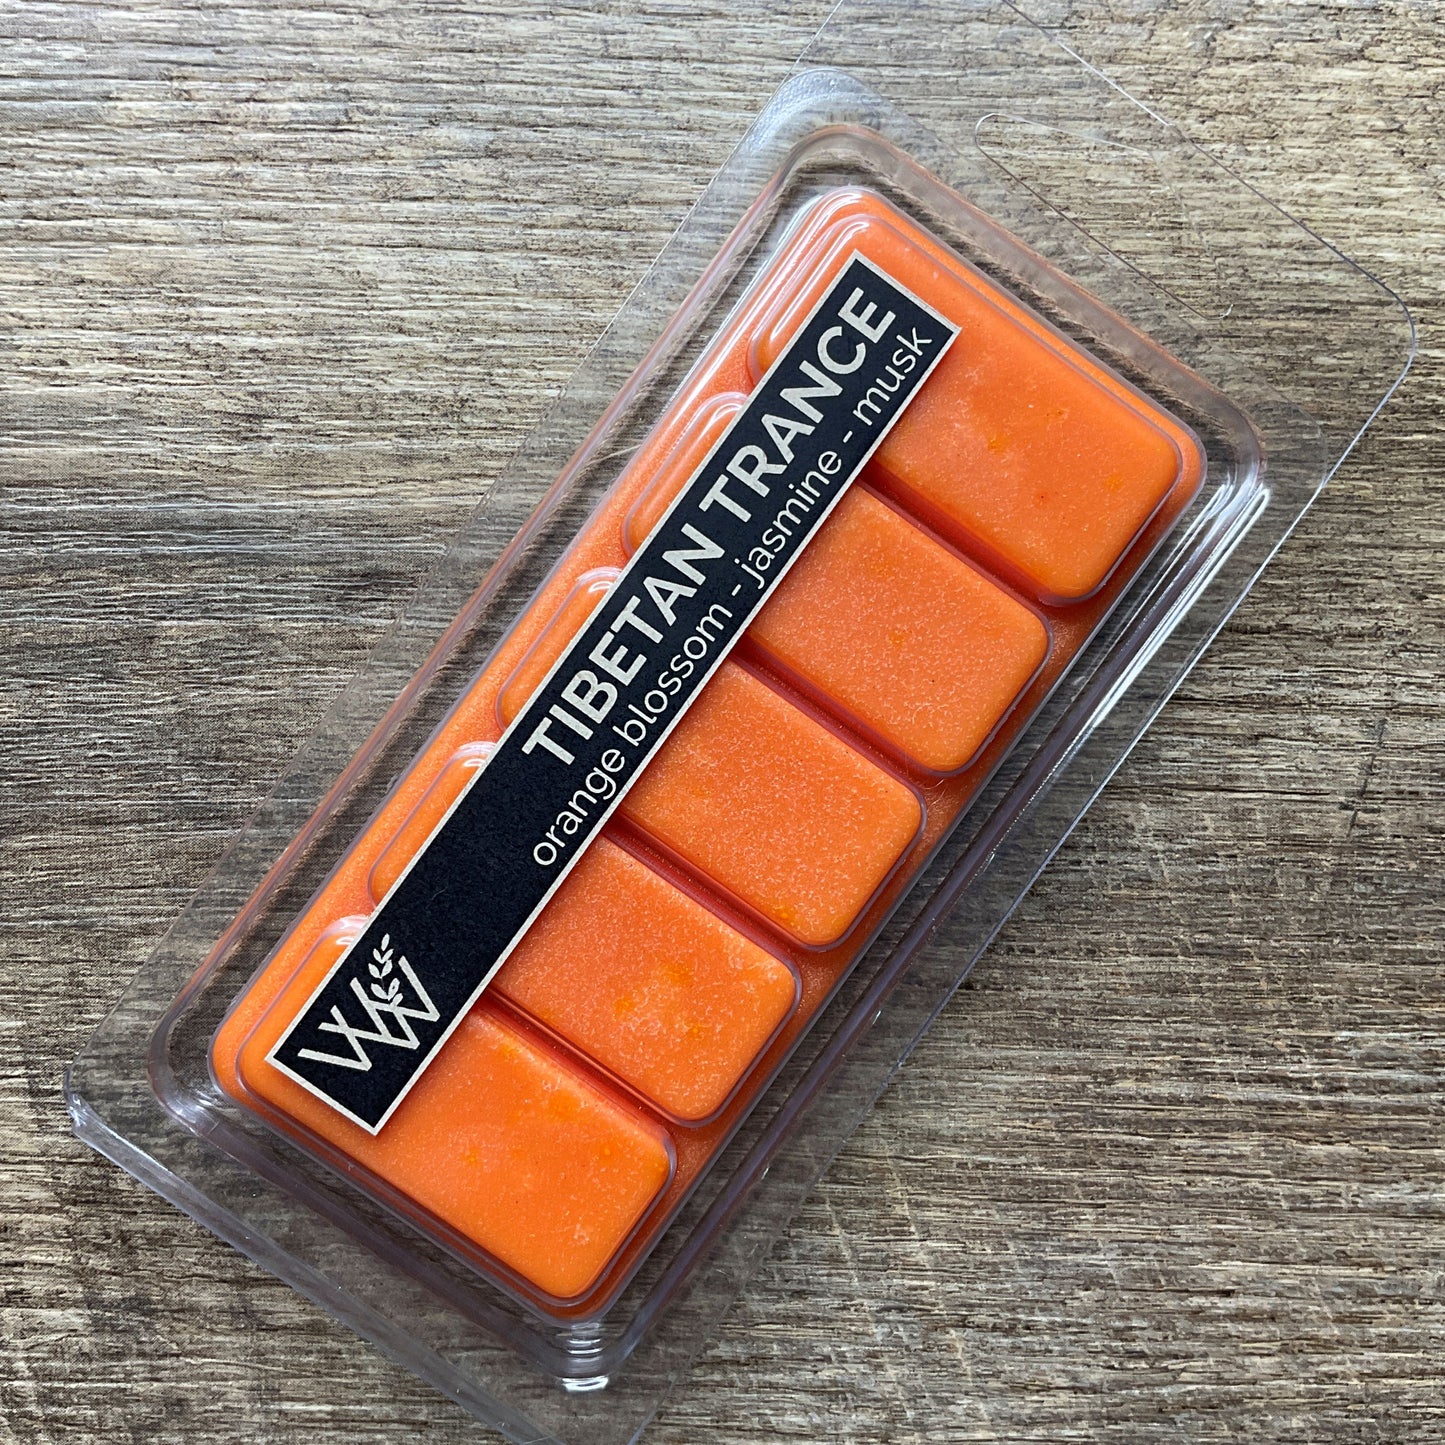 TIBETAN TRANCE
orange blossom - jasmine - musk
W